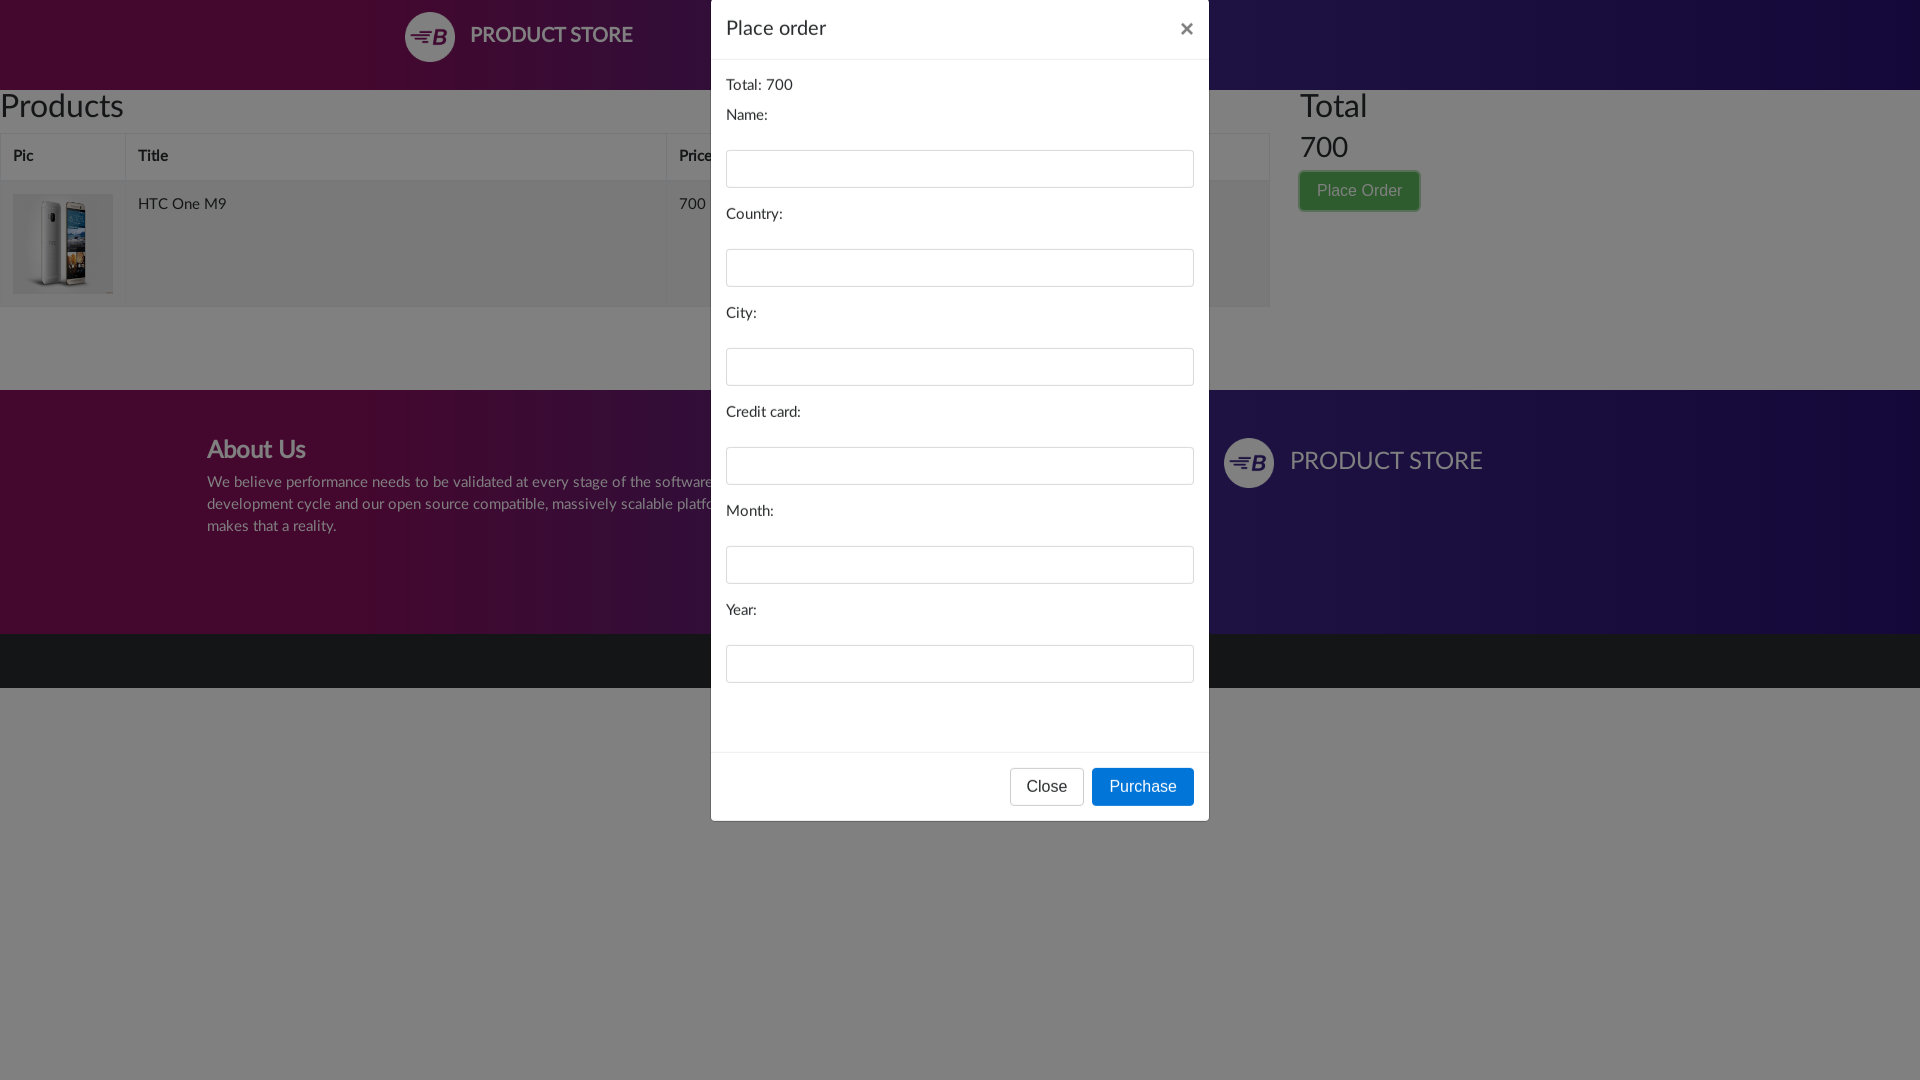 PRODUCT STORE
Place order
×
Products
Pic
Title
Price
HTC One M9
700
Total
700
Place Order
Total: 700
Name:
Country:
City:
Credit card:
Month:
Year:
Close
Purchase
About Us
We believe performance needs to be validated at every stage of the software
development cycle and our open source compatible, massively scalable platfo
makes that a reality.
PRODUCT STORE